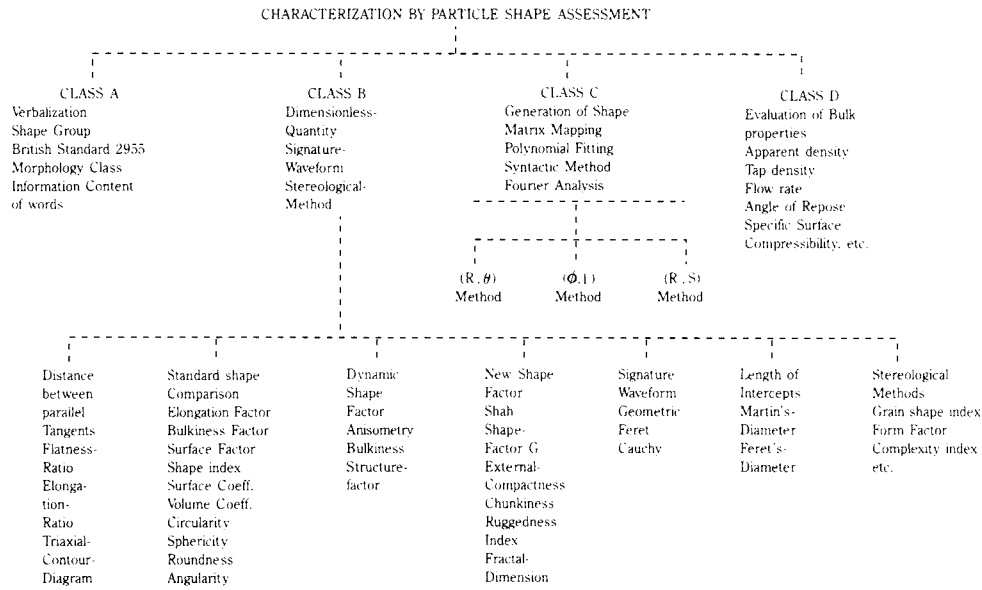 CHARACTERIZATION BY PARTICLE SHAPE ASSESSMENT
CLASS A
Verbalization
Shape Group
British Standard 2955
Morphology Class
Information Content
of words
CLASS B
Dimensionless-
Quantity
Signature-
Waveform
Stereological-
Method
CLASS C
Generation of Shape
Matrix Mapping
Polynomial Fitting
Syntactic Method
Fourier Analysis
CLASS D
Evaluation of Bulk
properties
Apparent density
Tap density
Flow rate
Angle of Repose
Specific Surface
Compressibility, etc.
(R,θ)
Method
Method
(R,S)
Method
Distance
between
parallel
Tangents
Flatness-
Ratio
Elonga-
tion-
Ratio
Triaxial-
Contour-
Diagram
Standard shape
Comparison
Elongation Factor
Bulkiness Factor
Surface Factor
Shape index
Surface Coeff.
Volume Coeff.
Circularity
Sphericity
Roundness
Angularity
Dynamic
Shape
Factor
Anisometry
Bulkiness
Structure-
factor
New Shape
Factor
Shah
Shape-
Factor G
External-
Compactness
Chunkiness
Ruggedness
Index
Fractal-
Dimension
Signature
Waveform
Geometric
Feret
Cauchy
Length of
Intercepts
Martin's-
Diameter
Feret's-
Diameter
Stereological
Methods
Grain shape index
Form Factor
Complexity index
etc.